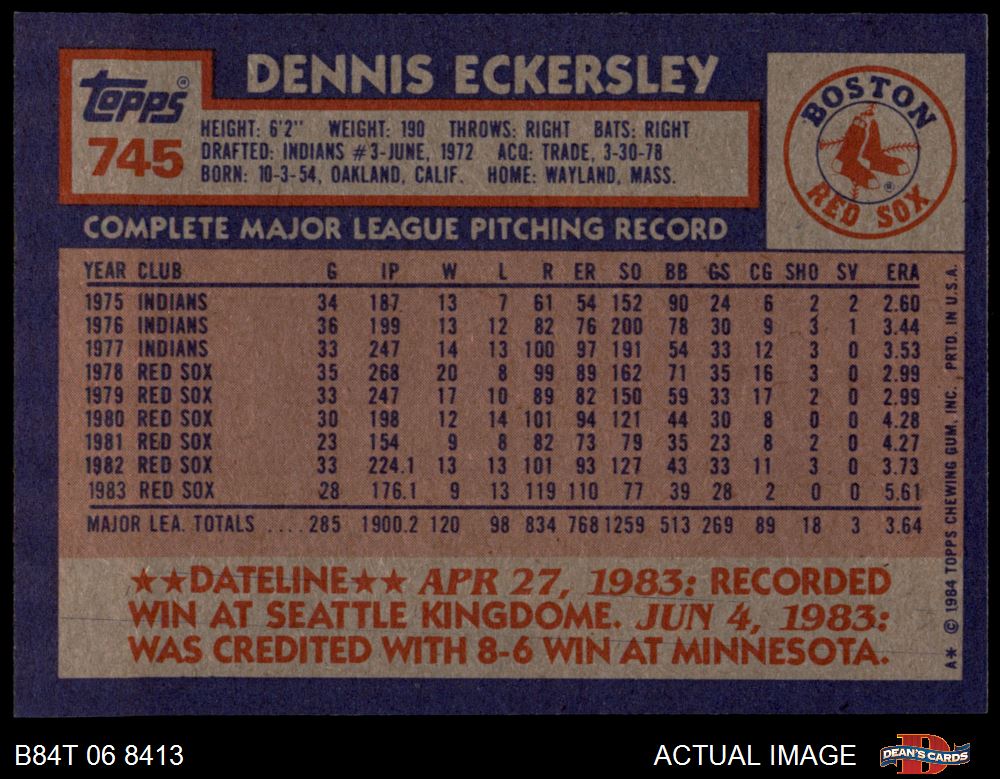 DENNIS ECKERSLEY
Topps®
745
HEIGHT: 6'2" WEIGHT: 190 THROWS: RIGHT BATS: RIGHT
DRAFTED: INDIANS #3-JUNE, 1972 ACQ: TRADE, 3-30-78
BORN: 10-3-54, OAKLAND, CALIF. HOME: WAYLAND, MASS.
BOSTON
RED SOX
®
COMPLETE MAJOR LEAGUE PITCHING RECORD
YEAR CLUB G IP W L R ER SO BB GS CG SHO SV ERA
1975 INDIANS 34 187 13 7 61 54 152 90 24 6 2 2 2.60
1976 INDIANS 36 199 13 12 82 76 200 78 30 9 3 1 3.44
1977 INDIANS 33 247 14 13 100 97 191 54 33 12 3 0 3.53
1978 RED SOX 35 268 20 8 99 89 162 71 35 16 3 0 2.99
1979 RED SOX 33 247 17 10 89 82 150 59 33 17 2 0 2.99
1980 RED SOX 30 198 12 14 101 94 121 44 30 8 0 0 4.28
1981 RED SOX 23 154 9 8 82 73 79 35 23 8 2 0 4.27
1982 RED SOX 33 224.1 13 13 101 93 127 43 33 11 3 0 3.73
1983 RED SOX 28 176.1 9 13 119 110 77 39 28 2 0 0 5.61
MAJOR LEA. TOTALS ....285 1900.2 120 98 834 768 1259 513 269 89 18 3 3.64
★★DATELINE★★ APR 27, 1983: RECORDED
WIN AT SEATTLE KINGDOME. JUN 4, 1983:
WAS CREDITED WITH 8-6 WIN AT MINNESOTA.
A* © 1984 TOPPS CHEWING GUM, INC. PRTD. IN U.S.A.
B84T 06 8413
ACTUAL IMAGE
DEAN'S CARDS